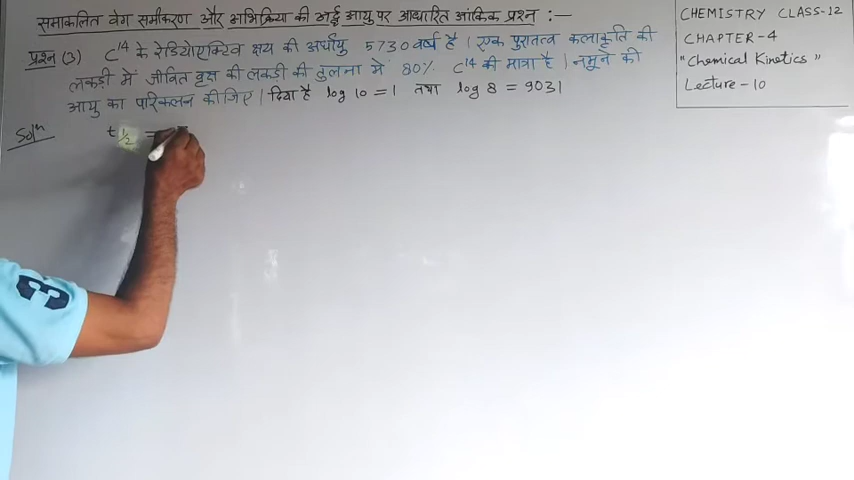 समाकलित वेग समीकरण और अभिक्रिया की अर्द्ध आयु पर आधारित आंकिक प्रश्न :—
प्रश्न (3) C¹⁴ के रेडियोएक्टिव क्षय की अर्धायु 5730 वर्ष है । एक पुरातत्व कलाकृति की
लकड़ी में जीवित वृक्ष की लकड़ी की तुलना में 80% C¹⁴ की मात्रा है । नमूने की
आयु का परिकलन कीजिए । दिया है log 10 = 1 तथा log 8 = 9031
Solⁿ t 1/2 =
CHEMISTRY CLASS-12
CHAPTER-4
"Chemical Kinetics"
Lecture-10
3